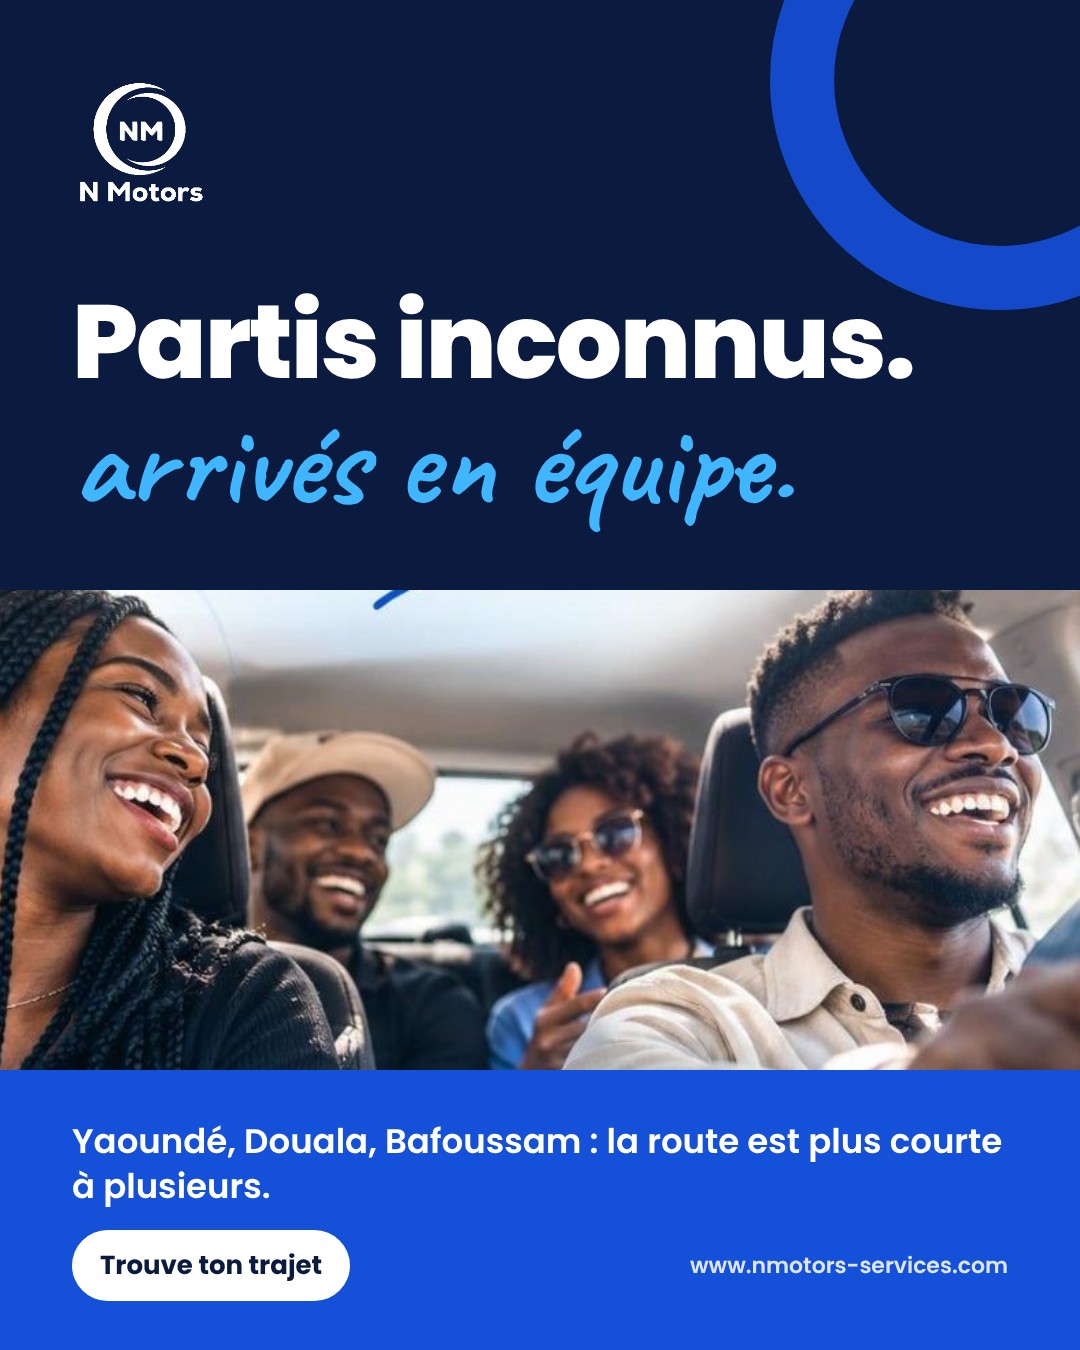 NM
N Motors
Partis inconnus.
arrivés en équipe.
Yaoundé, Douala, Bafoussam : la route est plus courte
à plusieurs.
Trouve ton trajet
www.nmotors-services.com